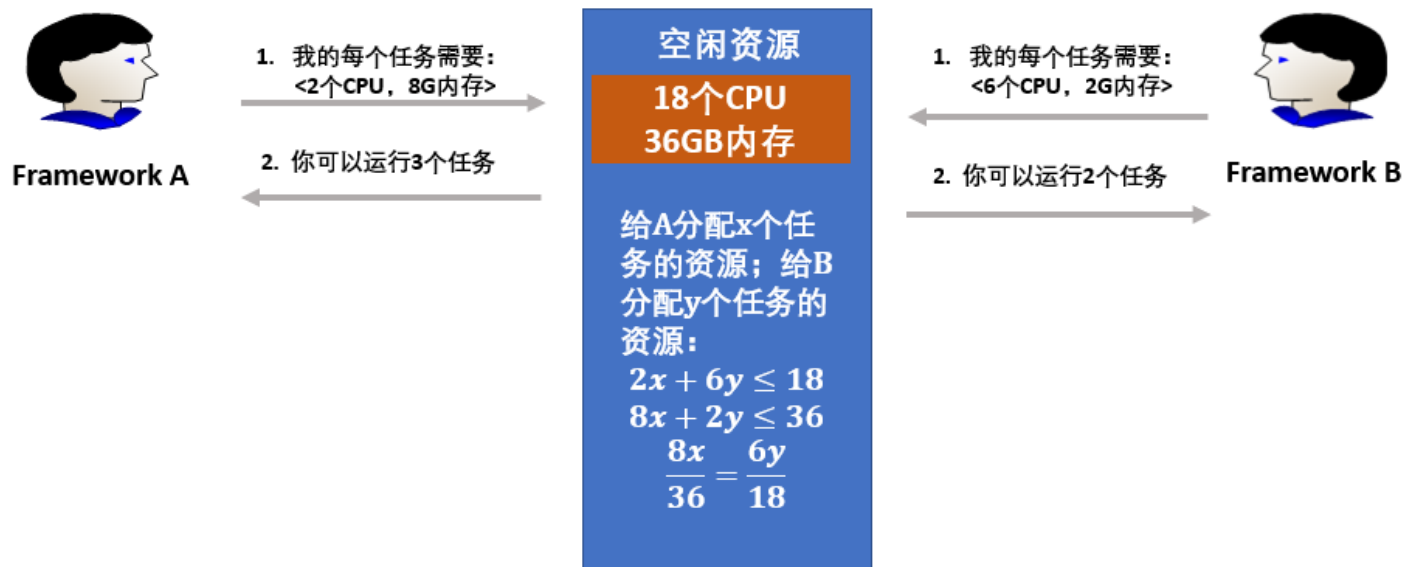 1. 我的每个任务需要：
<2个CPU，8G内存>
2. 你可以运行3个任务
Framework A
空闲资源
18个CPU
36GB内存
给A分配x个任
务的资源；给B
分配y个任务的
资源：
2x + 6y ≤ 18
8x + 2y ≤ 36
8x/36 = 6y/18
1. 我的每个任务需要：
<6个CPU，2G内存>
2. 你可以运行2个任务
Framework B